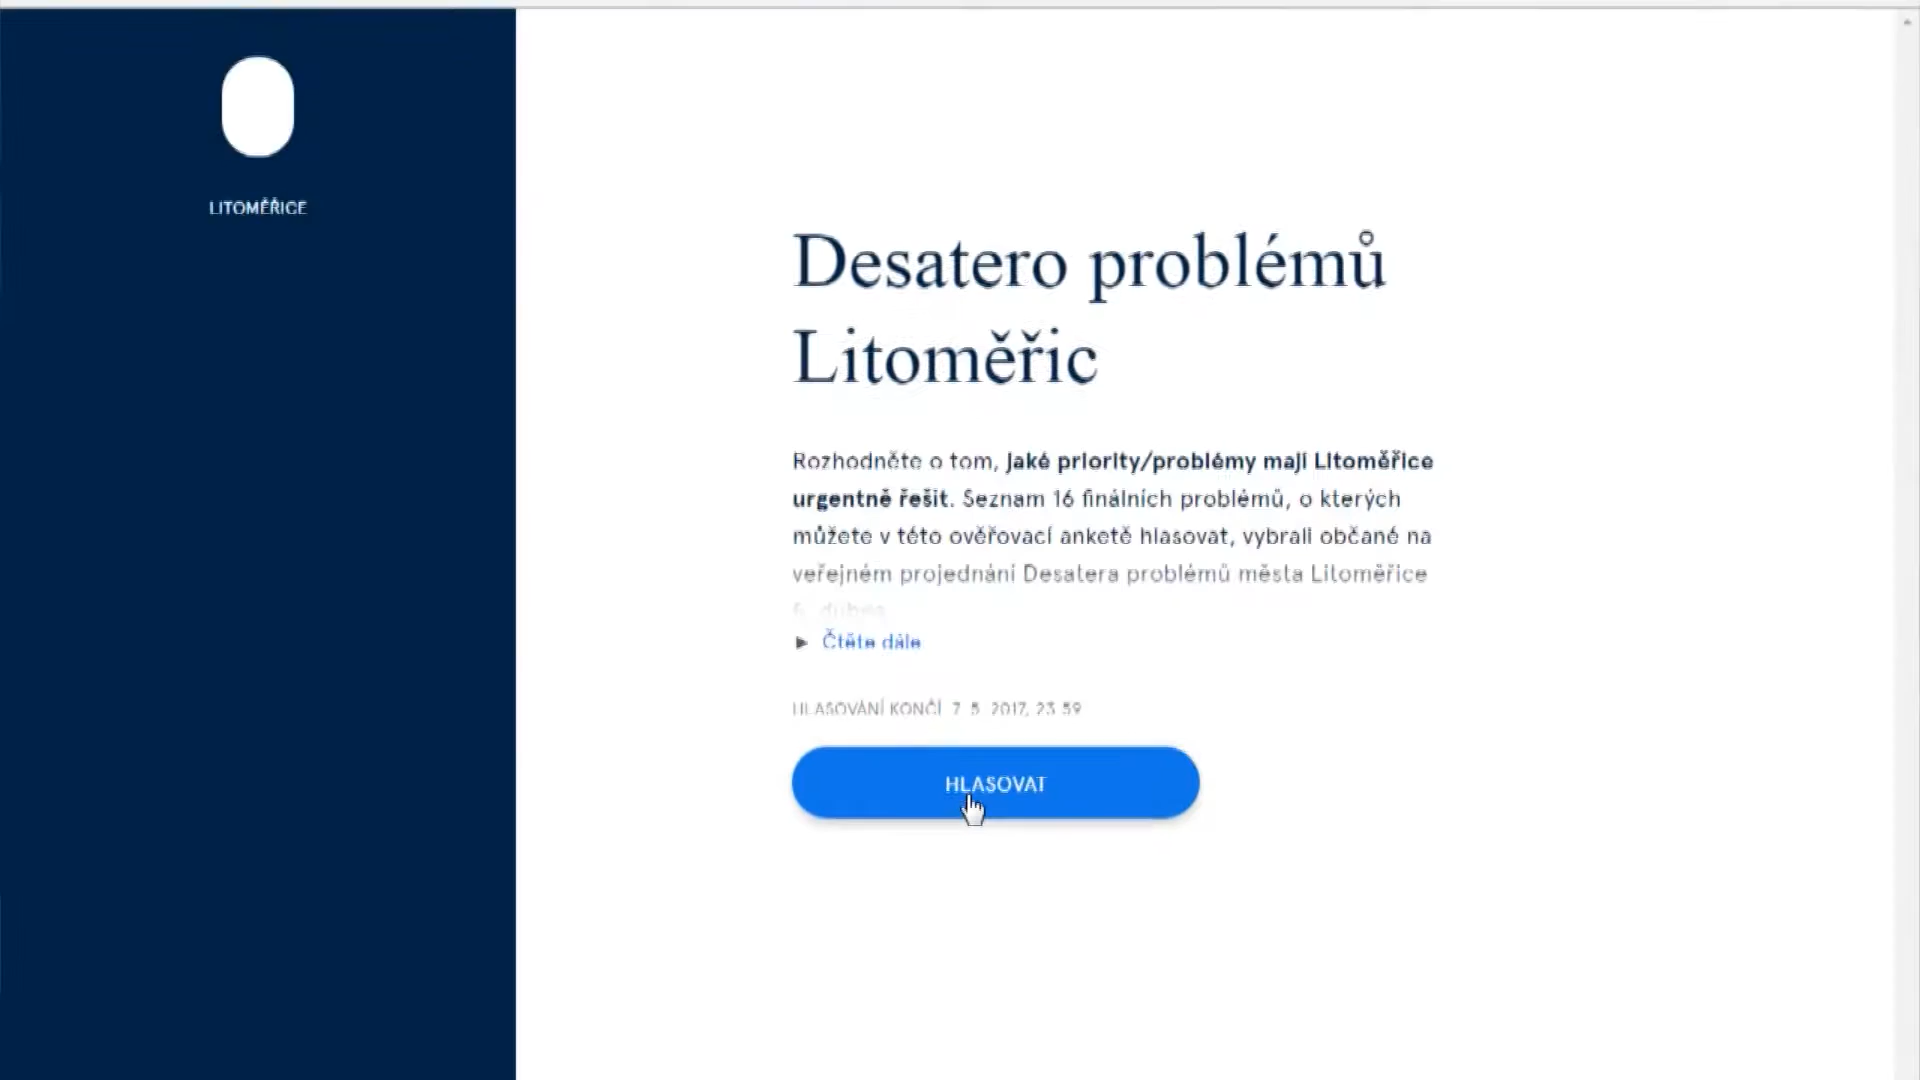 LITOMĚŘICE
Desatero problémů
Litoměřic
Rozhodněte o tom, jaké priority/problémy mají Litoměřice
urgentně řešit. Seznam 16 finálních problémů, o kterých
můžete v této ověřovací anketě hlasovat, vybrali občané na
veřejném projednání Desatera problémů města Litoměřice
5. dubna
Čtěte dále
HLASOVÁNÍ KONČÍ 7. 5. 2017, 23:59
HLASOVAT